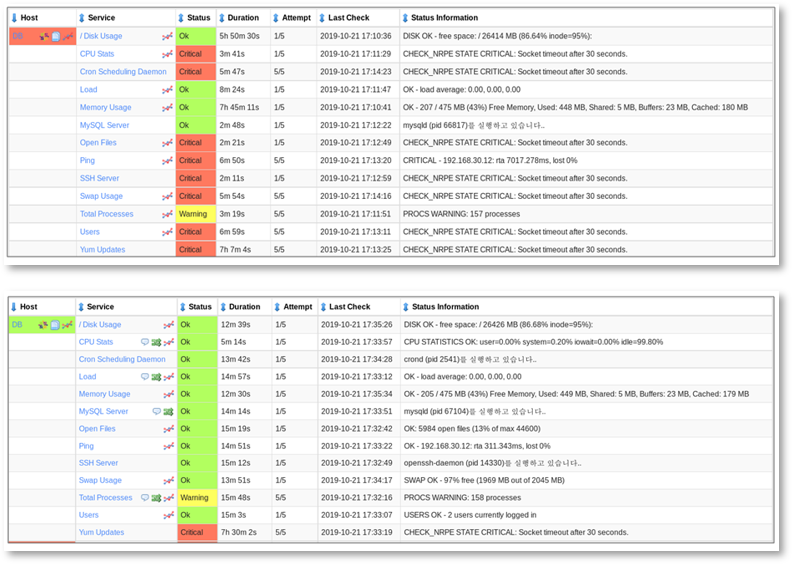 Host Service Status Duration Attempt Last Check Status Information
DB / Disk Usage Ok 5h 50m 30s 1/5 2019-10-21 17:10:36 DISK OK - free space: / 26414 MB (86.64% inode=95%):
CPU Stats Critical 3m 41s 1/5 2019-10-21 17:11:29 CHECK_NRPE STATE CRITICAL: Socket timeout after 30 seconds.
Cron Scheduling Daemon Critical 5m 47s 5/5 2019-10-21 17:14:23 CHECK_NRPE STATE CRITICAL: Socket timeout after 30 seconds.
Load Ok 8m 24s 1/5 2019-10-21 17:11:47 OK - load average: 0.00, 0.00, 0.00
Memory Usage Ok 7h 45m 11s 1/5 2019-10-21 17:10:41 OK - 207 / 475 MB (43%) Free Memory, Used: 448 MB, Shared: 5 MB, Buffers: 23 MB, Cached: 180 MB
MySQL Server Ok 2m 48s 1/5 2019-10-21 17:12:22 mysqld (pid 66817)를 실행하고 있습니다..
Open Files Critical 2m 21s 1/5 2019-10-21 17:12:49 CHECK_NRPE STATE CRITICAL: Socket timeout after 30 seconds.
Ping Critical 6m 50s 5/5 2019-10-21 17:13:20 CRITICAL - 192.168.30.12: rta 7017.278ms, lost 0%
SSH Server Critical 2m 11s 1/5 2019-10-21 17:12:59 CHECK_NRPE STATE CRITICAL: Socket timeout after 30 seconds.
Swap Usage Critical 5m 54s 5/5 2019-10-21 17:14:16 CHECK_NRPE STATE CRITICAL: Socket timeout after 30 seconds.
Total Processes Warning 3m 19s 5/5 2019-10-21 17:11:51 PROCS WARNING: 157 processes
Users Critical 6m 59s 5/5 2019-10-21 17:13:11 CHECK_NRPE STATE CRITICAL: Socket timeout after 30 seconds.
Yum Updates Critical 7h 7m 4s 5/5 2019-10-21 17:13:25 CHECK_NRPE STATE CRITICAL: Socket timeout after 30 seconds.
Host Service Status Duration Attempt Last Check Status Information
DB / Disk Usage Ok 12m 39s 1/5 2019-10-21 17:35:26 DISK OK - free space: / 26426 MB (86.68% inode=95%):
CPU Stats Ok 5m 14s 1/5 2019-10-21 17:33:57 CPU STATISTICS OK: user=0.00% system=0.20% iowait=0.00% idle=99.80%
Cron Scheduling Daemon Ok 13m 42s 1/5 2019-10-21 17:34:28 crond (pid 2541)를 실행하고 있습니다..
Load Ok 14m 57s 1/5 2019-10-21 17:33:12 OK - load average: 0.00, 0.00, 0.00
Memory Usage Ok 12m 30s 1/5 2019-10-21 17:35:34 OK - 205 / 475 MB (43%) Free Memory, Used: 449 MB, Shared: 5 MB, Buffers: 23 MB, Cached: 179 MB
MySQL Server Ok 14m 14s 1/5 2019-10-21 17:33:51 mysqld (pid 67104)를 실행하고 있습니다..
Open Files Ok 15m 19s 1/5 2019-10-21 17:32:42 OK: 5984 open files (13% of max 44600)
Ping Ok 14m 51s 1/5 2019-10-21 17:33:22 OK - 192.168.30.12: rta 311.343ms, lost 0%
SSH Server Ok 15m 12s 1/5 2019-10-21 17:32:49 openssh-daemon (pid 14330)를 실행하고 있습니다..
Swap Usage Ok 13m 51s 1/5 2019-10-21 17:34:17 SWAP OK - 97% free (1969 MB out of 2045 MB)
Total Processes Warning 15m 48s 5/5 2019-10-21 17:32:16 PROCS WARNING: 158 processes
Users Ok 15m 3s 1/5 2019-10-21 17:33:07 USERS OK - 2 users currently logged in
Yum Updates Critical 7h 30m 2s 5/5 2019-10-21 17:33:19 CHECK_NRPE STATE CRITICAL: Socket timeout after 30 seconds.